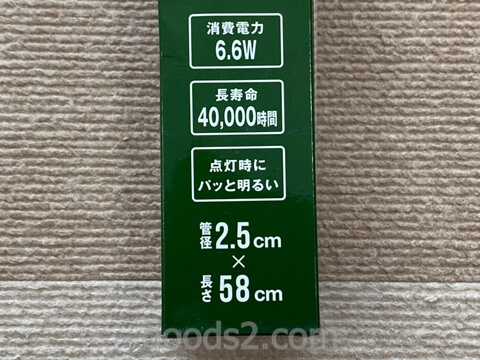 消費電力
6.6W
長寿命
40,000時間
点灯時に
パッと明るい
管径2.5cm
×
長さ58cm